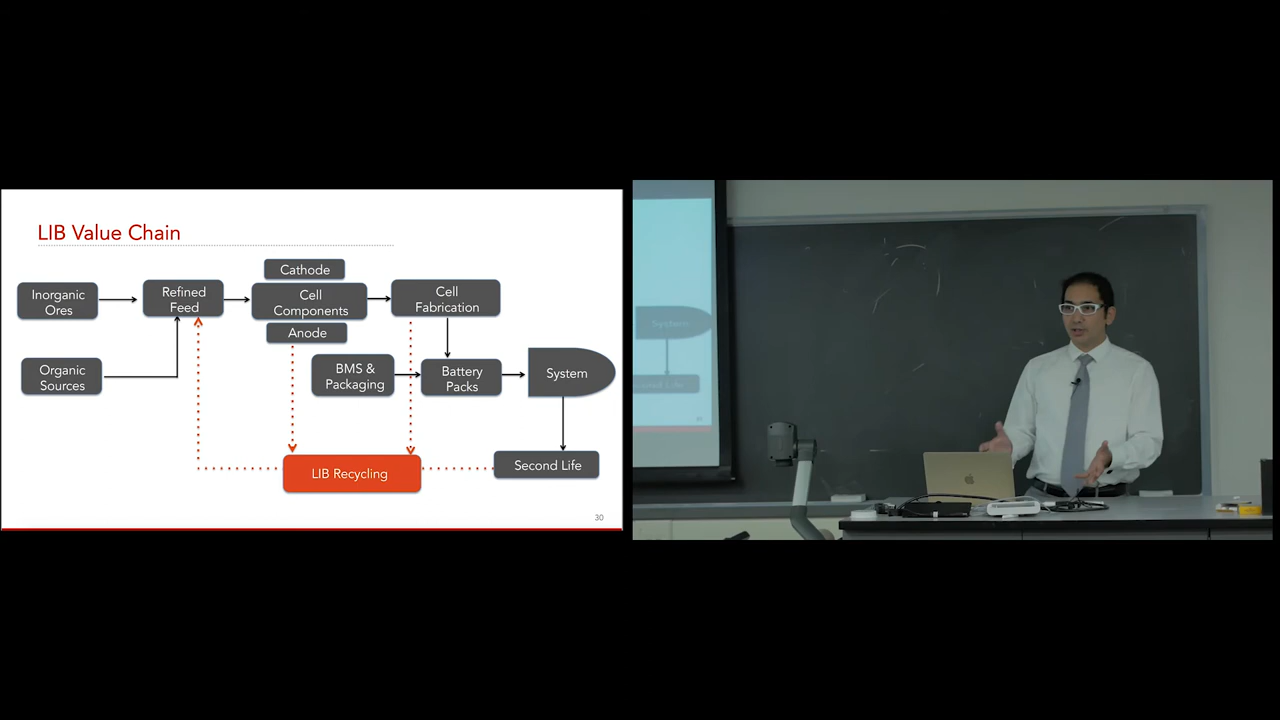 LIB Value Chain
Cathode
Inorganic
Ores
Refined
Feed
Cell
Components
Cell
Fabrication
Anode
Organic
Sources
BMS &
Packaging
Battery
Packs
System
LIB Recycling
Second Life
30
System